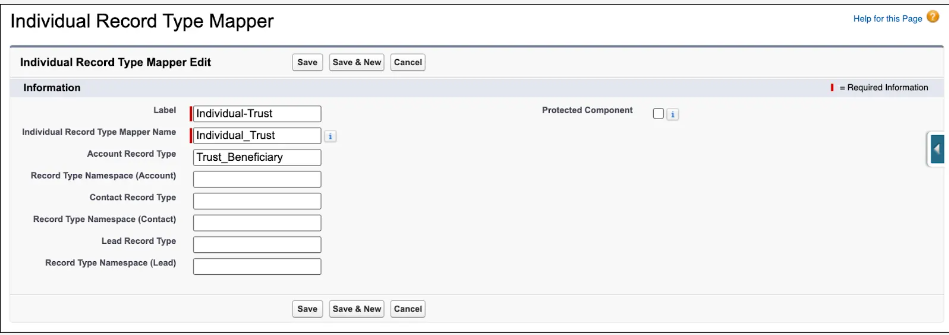 Individual Record Type Mapper
Help for this Page ?
Individual Record Type Mapper Edit Save Save & New Cancel
Information = Required Information
Label Individual-Trust Protected Component i
Individual Record Type Mapper Name Individual_Trust i
Account Record Type Trust_Beneficiary
Record Type Namespace (Account)
Contact Record Type
Record Type Namespace (Contact)
Lead Record Type
Record Type Namespace (Lead)
Save Save & New Cancel